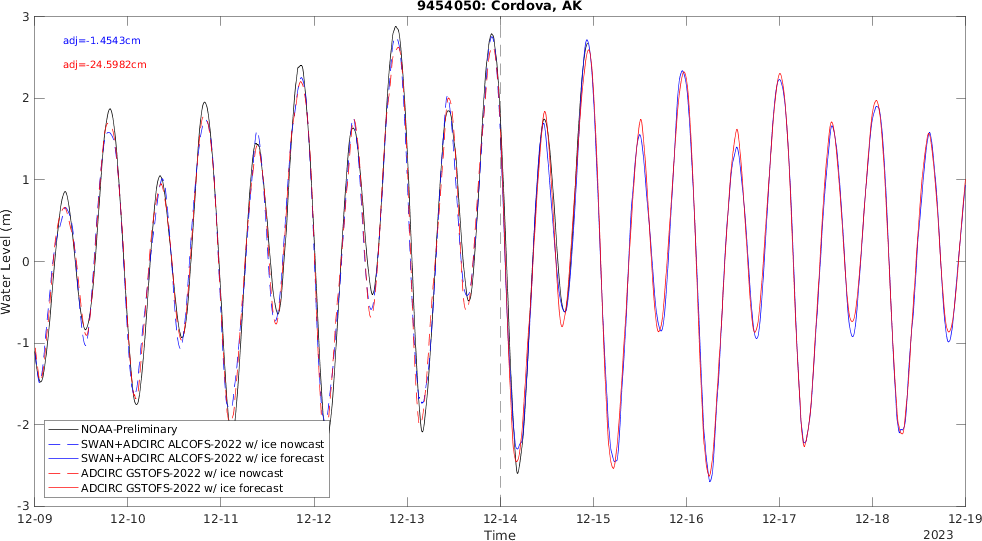 9454050: Cordova, AK
adj=-1.4543cm
adj=-24.5982cm
3
2
1
0
-1
-2
-3
Water Level (m)
NOAA-Preliminary
SWAN+ADCIRC ALCOFS-2022 w/ ice nowcast
SWAN+ADCIRC ALCOFS-2022 w/ ice forecast
ADCIRC GSTOFS-2022 w/ ice nowcast
ADCIRC GSTOFS-2022 w/ ice forecast
12-09 12-10 12-11 12-12 12-13 12-14 12-15 12-16 12-17 12-18 12-19
Time
2023